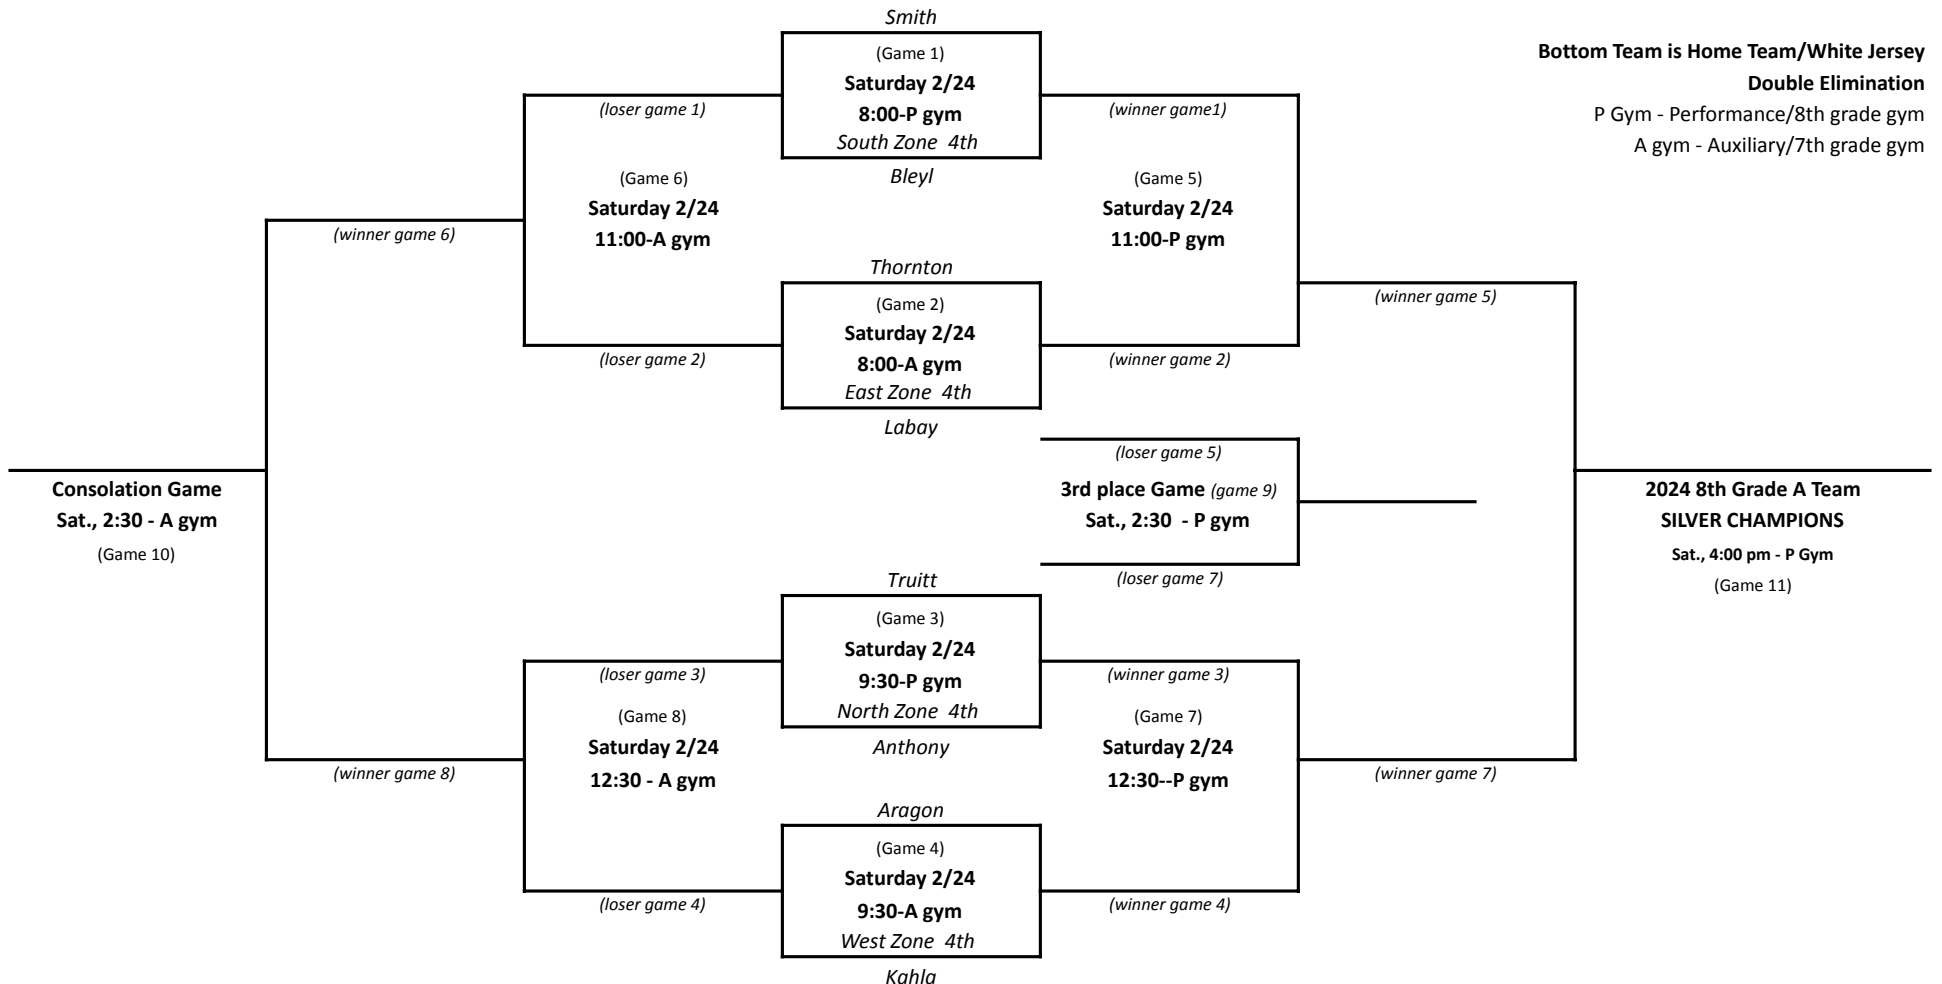 Smith
(Game 1)
Saturday 2/24
8:00-P gym
South Zone  4th
Bleyl
Bottom Team is Home Team/White Jersey
Double Elimination
P Gym - Performance/8th grade gym
A gym - Auxiliary/7th grade gym
(loser game 1)
(winner game1)
(Game 6)
Saturday 2/24
11:00-A gym
(Game 5)
Saturday 2/24
11:00-P gym
(winner game 6)
Thornton
(Game 2)
Saturday 2/24
8:00-A gym
East Zone  4th
Labay
(winner game 5)
(loser game 2)
(winner game 2)
(loser game 5)
3rd place Game (game 9)
Sat., 2:30  - P gym
(loser game 7)
Consolation Game
Sat., 2:30 - A gym
(Game 10)
2024 8th Grade A Team
SILVER CHAMPIONS
Sat., 4:00 pm - P Gym
(Game 11)
Truitt
(Game 3)
Saturday 2/24
9:30-P gym
North Zone  4th
Anthony
(loser game 3)
(winner game 3)
(Game 8)
Saturday 2/24
12:30 - A gym
(Game 7)
Saturday 2/24
12:30--P gym
(winner game 8)
(winner game 7)
Aragon
(Game 4)
Saturday 2/24
9:30-A gym
West Zone  4th
Kahla
(loser game 4)
(winner game 4)